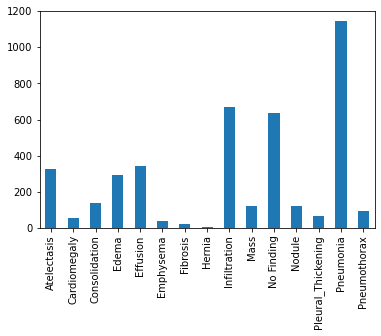 1200
1000
800
600
400
200
0
Atelectasis
Cardiomegaly
Consolidation
Edema
Effusion
Emphysema
Fibrosis
Hernia
Infiltration
Mass
No Finding
Nodule
Pleural_Thickening
Pneumonia
Pneumothorax